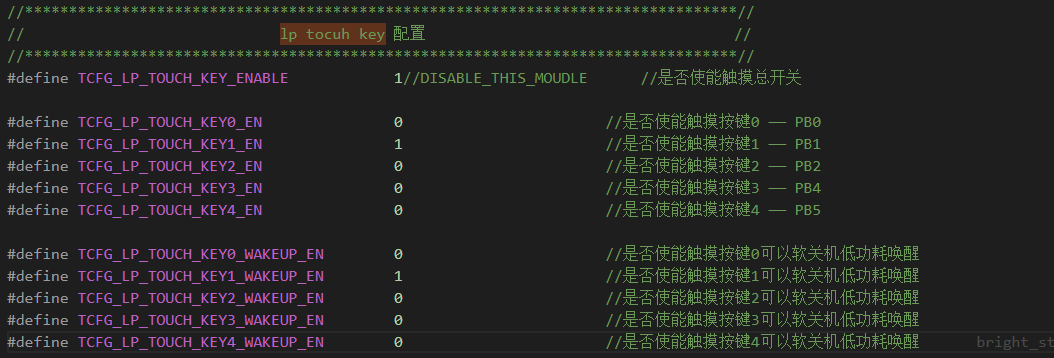 //*********************************************************************************//
// lp tocuh key 配置 //
//*********************************************************************************//
#define TCFG_LP_TOUCH_KEY_ENABLE 1//DISABLE_THIS_MOUDLE //是否使能触摸总开关
#define TCFG_LP_TOUCH_KEY0_EN 0 //是否使能触摸按键0 —— PB0
#define TCFG_LP_TOUCH_KEY1_EN 1 //是否使能触摸按键1 —— PB1
#define TCFG_LP_TOUCH_KEY2_EN 0 //是否使能触摸按键2 —— PB2
#define TCFG_LP_TOUCH_KEY3_EN 0 //是否使能触摸按键3 —— PB4
#define TCFG_LP_TOUCH_KEY4_EN 0 //是否使能触摸按键4 —— PB5
#define TCFG_LP_TOUCH_KEY0_WAKEUP_EN 0 //是否使能触摸按键0可以软关机低功耗唤醒
#define TCFG_LP_TOUCH_KEY1_WAKEUP_EN 1 //是否使能触摸按键1可以软关机低功耗唤醒
#define TCFG_LP_TOUCH_KEY2_WAKEUP_EN 0 //是否使能触摸按键2可以软关机低功耗唤醒
#define TCFG_LP_TOUCH_KEY3_WAKEUP_EN 0 //是否使能触摸按键3可以软关机低功耗唤醒
#define TCFG_LP_TOUCH_KEY4_WAKEUP_EN 0 //是否使能触摸按键4可以软关机低功耗唤醒 bright_st